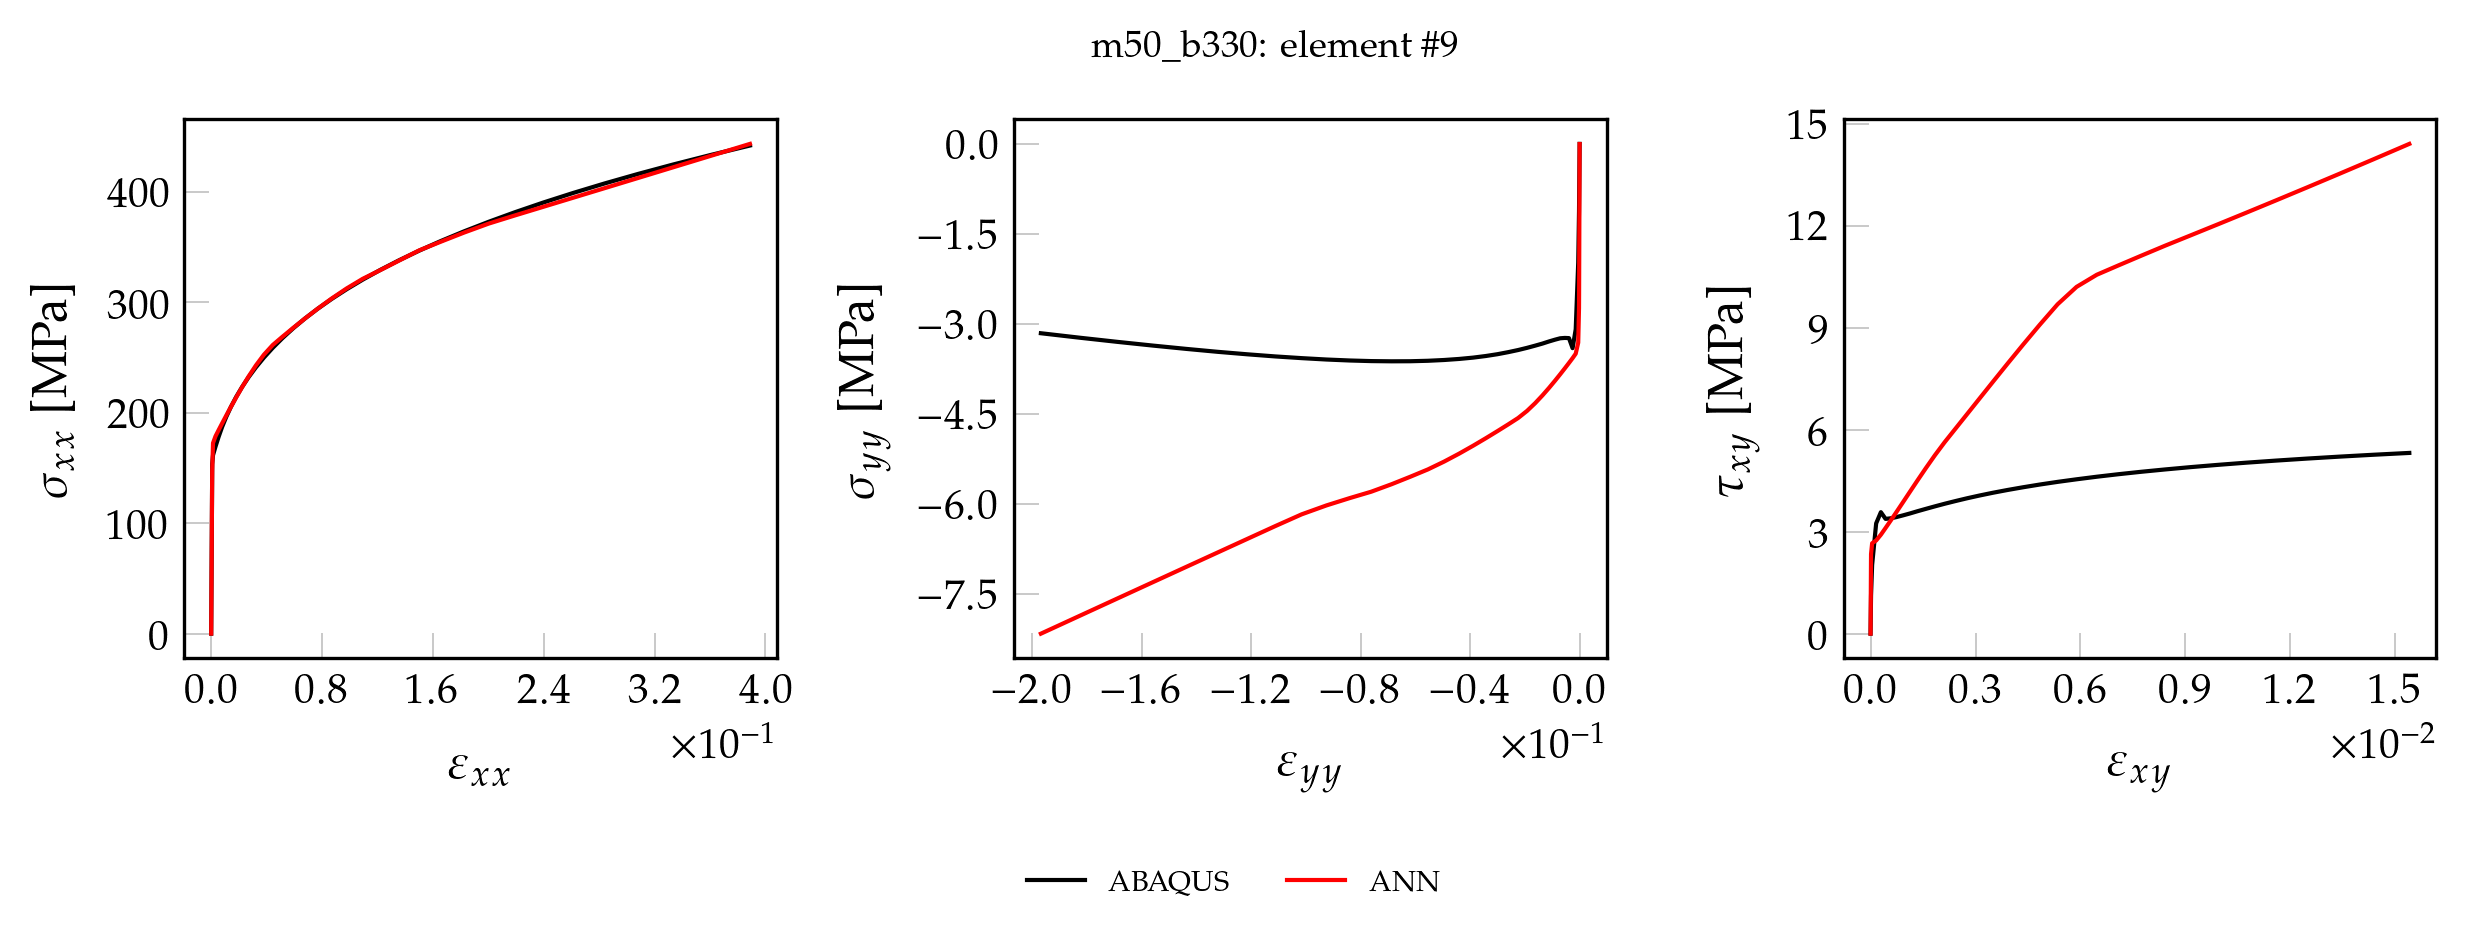 m50_b330: element #9
σxx [MPa]
400
300
200
100
0
0.0 0.8 1.6 2.4 3.2 4.0
×10−1
εxx
σyy [MPa]
0.0
−1.5
−3.0
−4.5
−6.0
−7.5
−2.0 −1.6 −1.2 −0.8 −0.4 0.0
×10−1
εyy
τxy [MPa]
15
12
9
6
3
0
0.0 0.3 0.6 0.9 1.2 1.5
×10−2
εxy
ABAQUS ANN